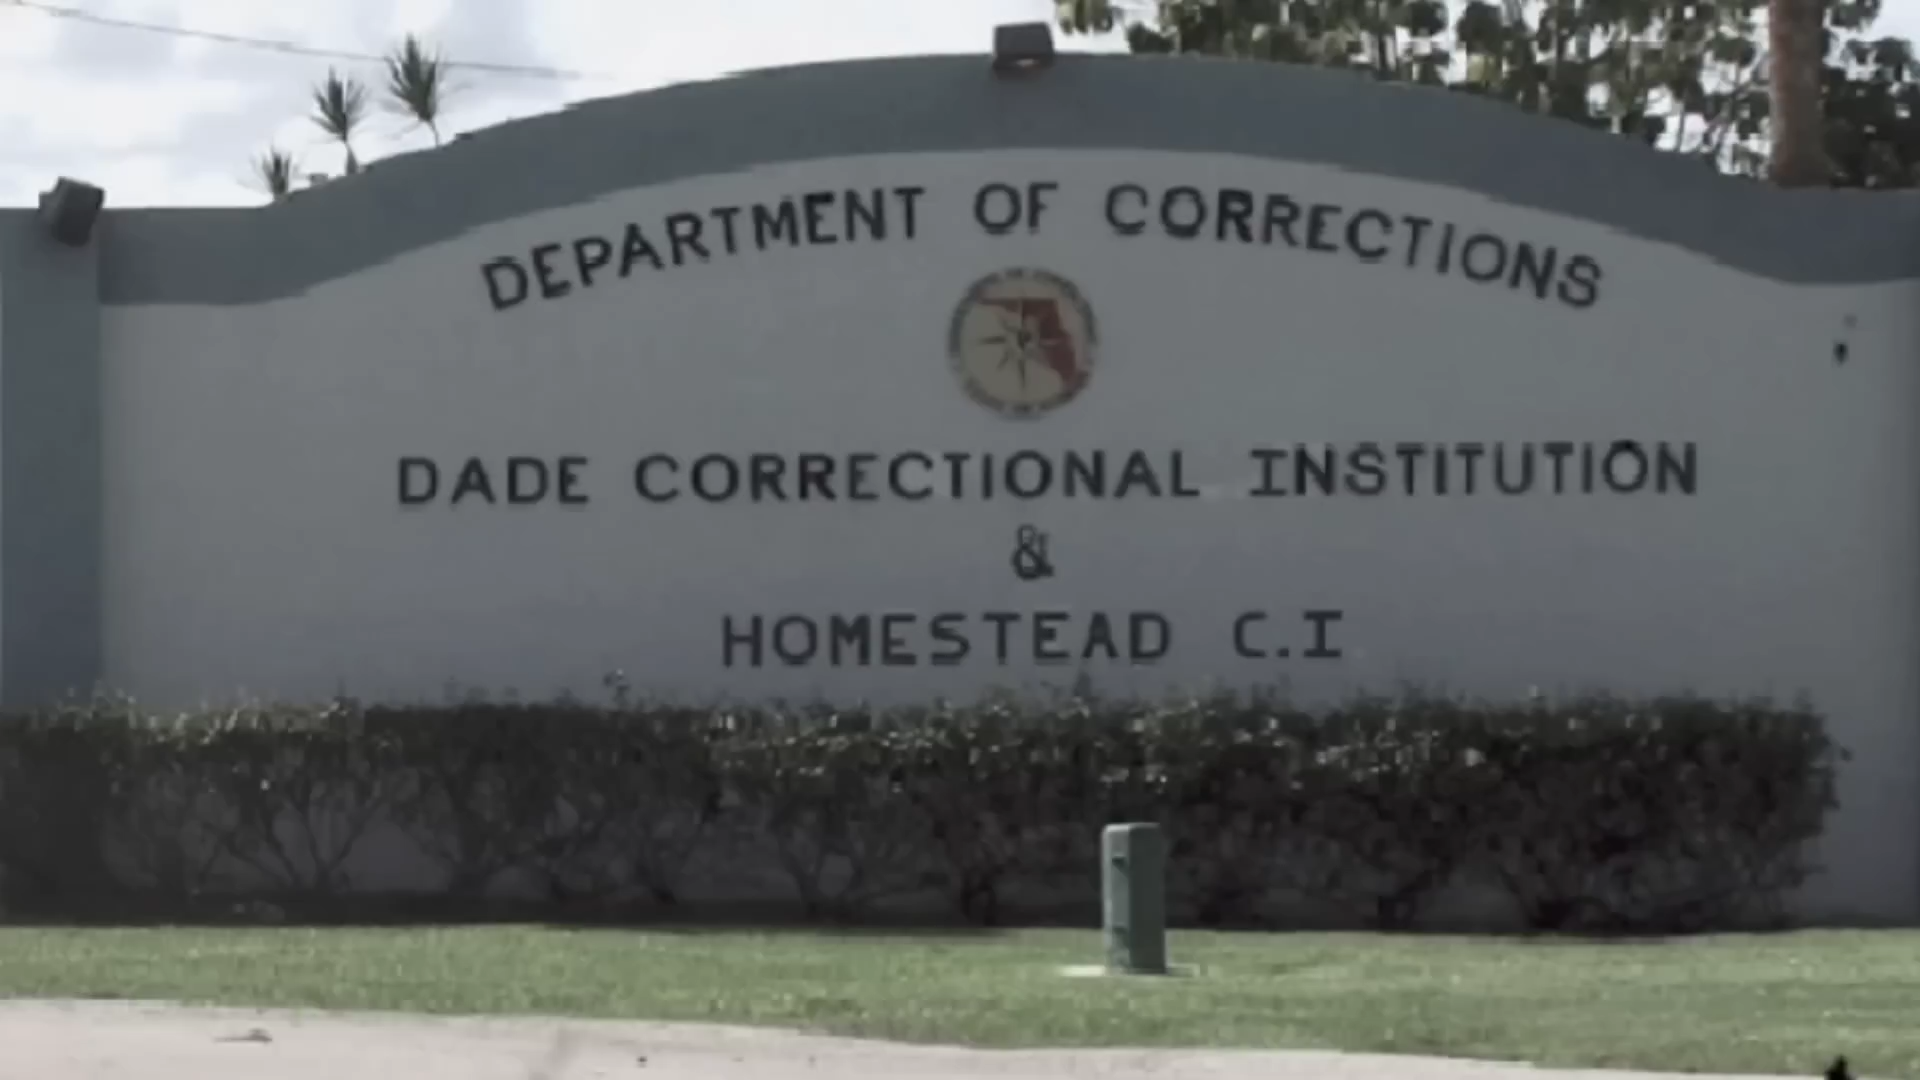 DEPARTMENT OF CORRECTIONS
DADE CORRECTIONAL INSTITUTION
&
HOMESTEAD C.I